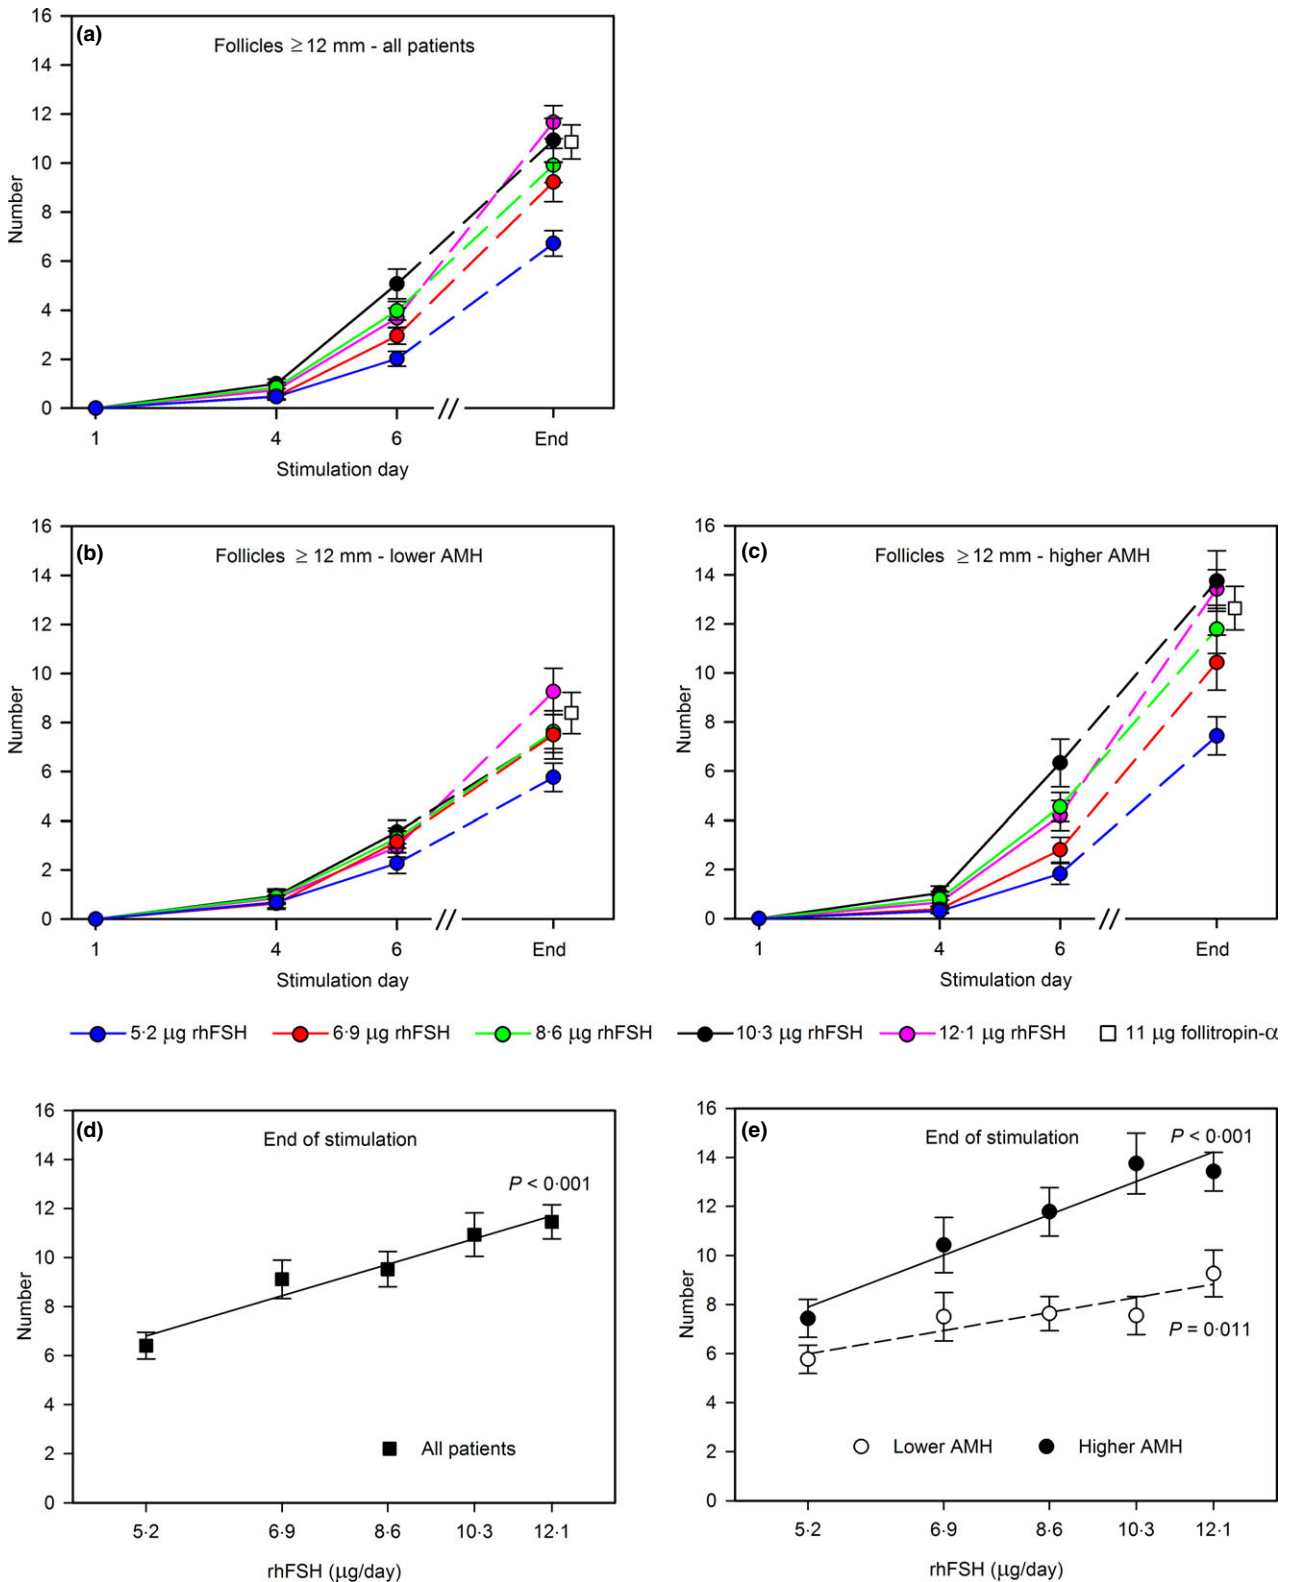 (a)
Follicles ≥ 12 mm - all patients
16
14
12
10
8
6
4
2
0
Number
1 4 6 End
Stimulation day
(b)
Follicles ≥ 12 mm - lower AMH
16
14
12
10
8
6
4
2
0
Number
1 4 6 End
Stimulation day
(c)
Follicles ≥ 12 mm - higher AMH
16
14
12
10
8
6
4
2
0
Number
1 4 6 End
Stimulation day
5·2 μg rhFSH 6·9 μg rhFSH 8·6 μg rhFSH 10·3 μg rhFSH 12·1 μg rhFSH 11 μg follitropin-α
(d)
End of stimulation
P < 0·001
16
14
12
10
8
6
4
2
0
Number
All patients
5·2 6·9 8·6 10·3 12·1
rhFSH (μg/day)
(e)
End of stimulation
P < 0·001
P = 0·011
16
14
12
10
8
6
4
2
0
Number
Lower AMH Higher AMH
5·2 6·9 8·6 10·3 12·1
rhFSH (μg/day)